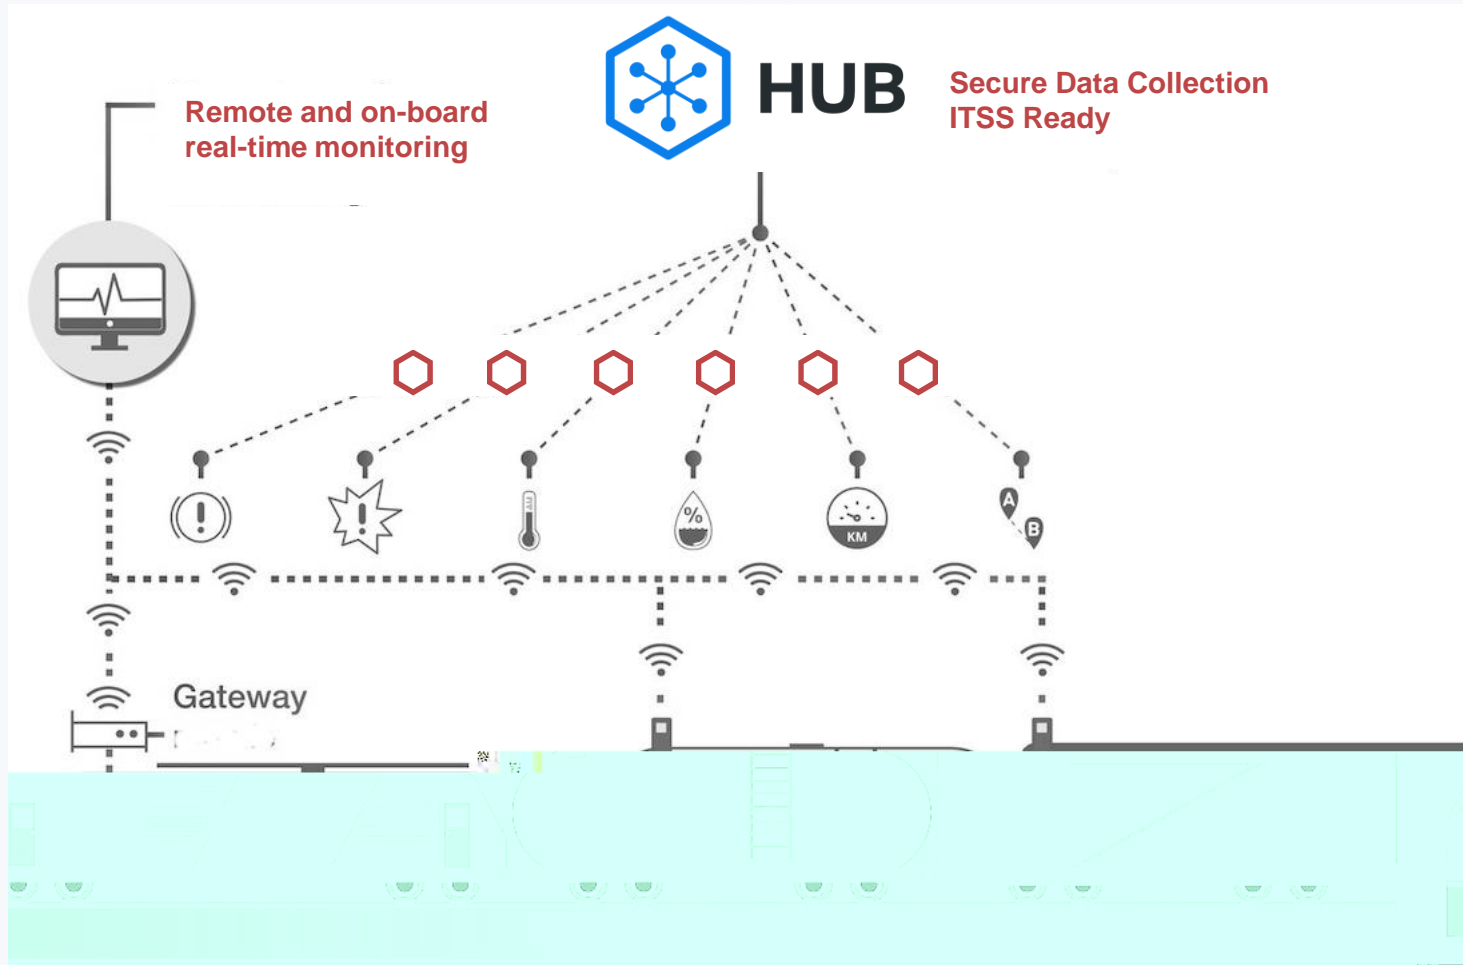 HUB
Secure Data Collection
ITSS Ready
Remote and on-board
real-time monitoring
%
KM
A
B
Gateway